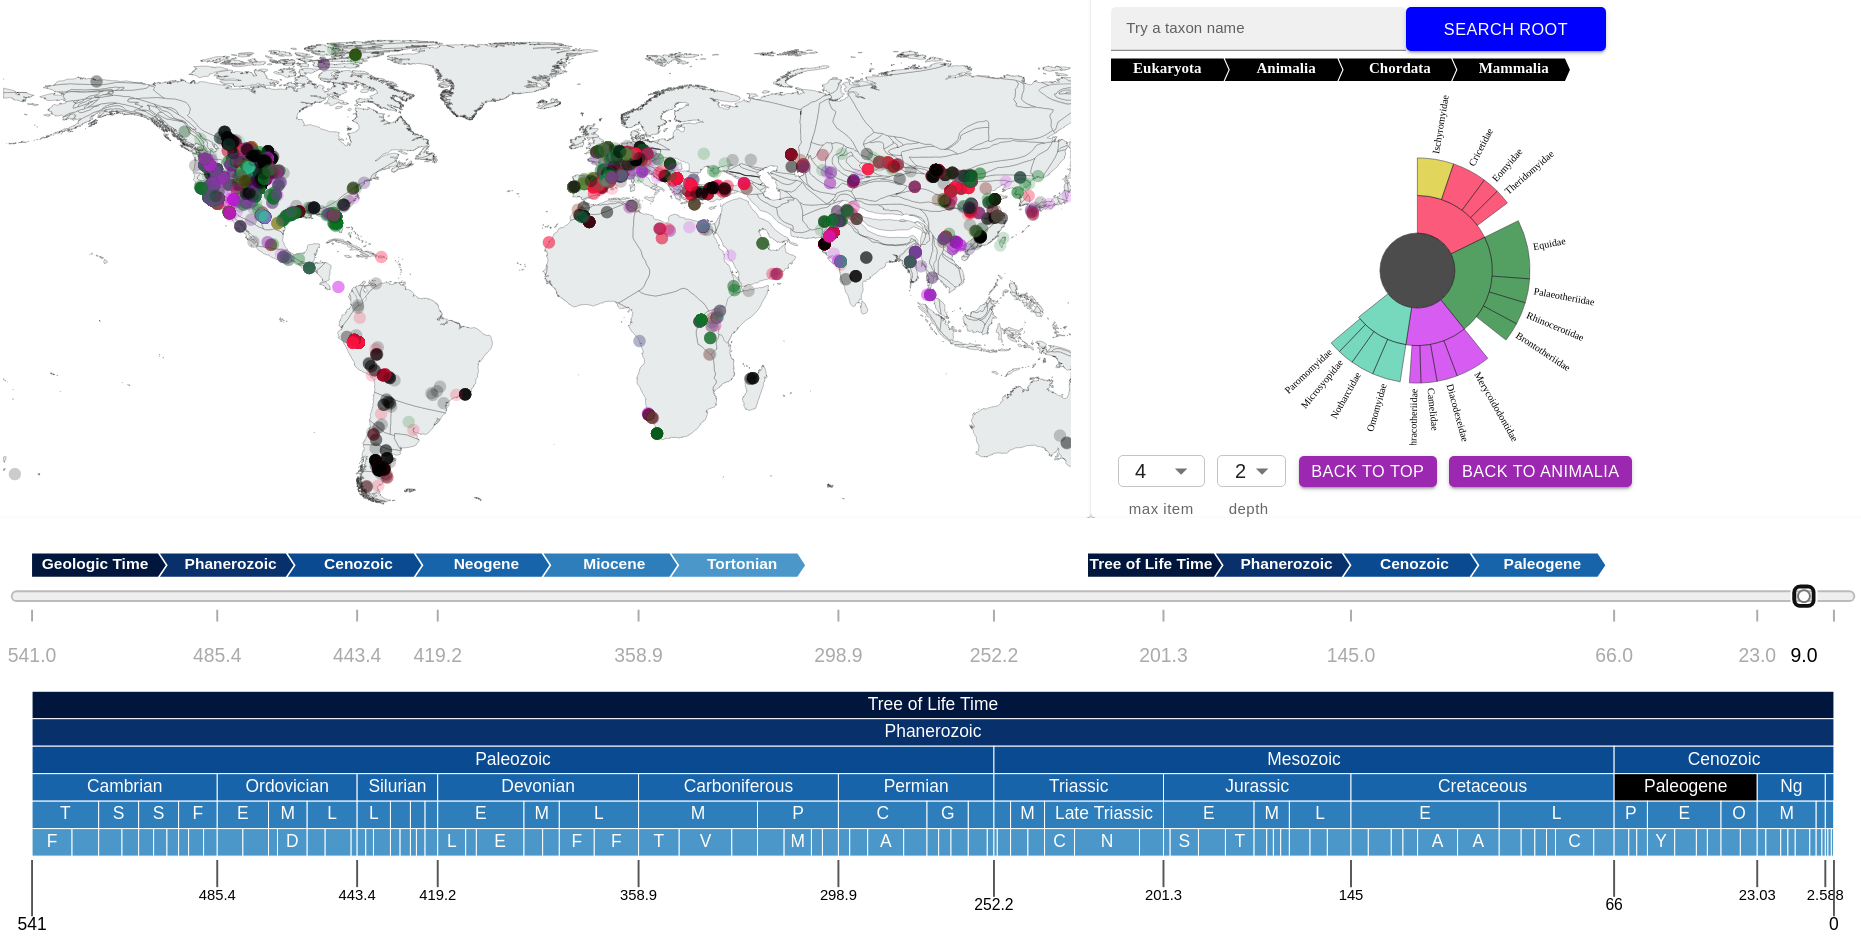 Try a taxon name
SEARCH ROOT
Eukaryota Animalia Chordata Mammalia
Ischyromyidae
Cricetidae
Eomyidae
Theridomyidae
Equidae
Palaeotheriidae
Rhinocerotidae
Brontotheriidae
Merycoidodontidae
Diacodexeidae
Camelidae
hracotheriidae
Omomyidae
Notharctidae
Microsyopidae
Paromomyidae
4 2 BACK TO TOP BACK TO ANIMALIA
max item depth
Geologic Time Phanerozoic Cenozoic Neogene Miocene Tortonian
Tree of Life Time Phanerozoic Cenozoic Paleogene
541.0 485.4 443.4 419.2 358.9 298.9 252.2 201.3 145.0 66.0 23.0 9.0
Tree of Life Time
Phanerozoic
Paleozoic Mesozoic Cenozoic
Cambrian Ordovician Silurian Devonian Carboniferous Permian Triassic Jurassic Cretaceous Paleogene Ng
T S S F E M L L E M L M P C G M Late Triassic E M L E L P E O M
F D L E F F T V M A C N S T A A C Y
485.4 443.4 419.2 358.9 298.9 252.2 201.3 145 66 23.03 2.588
541 0